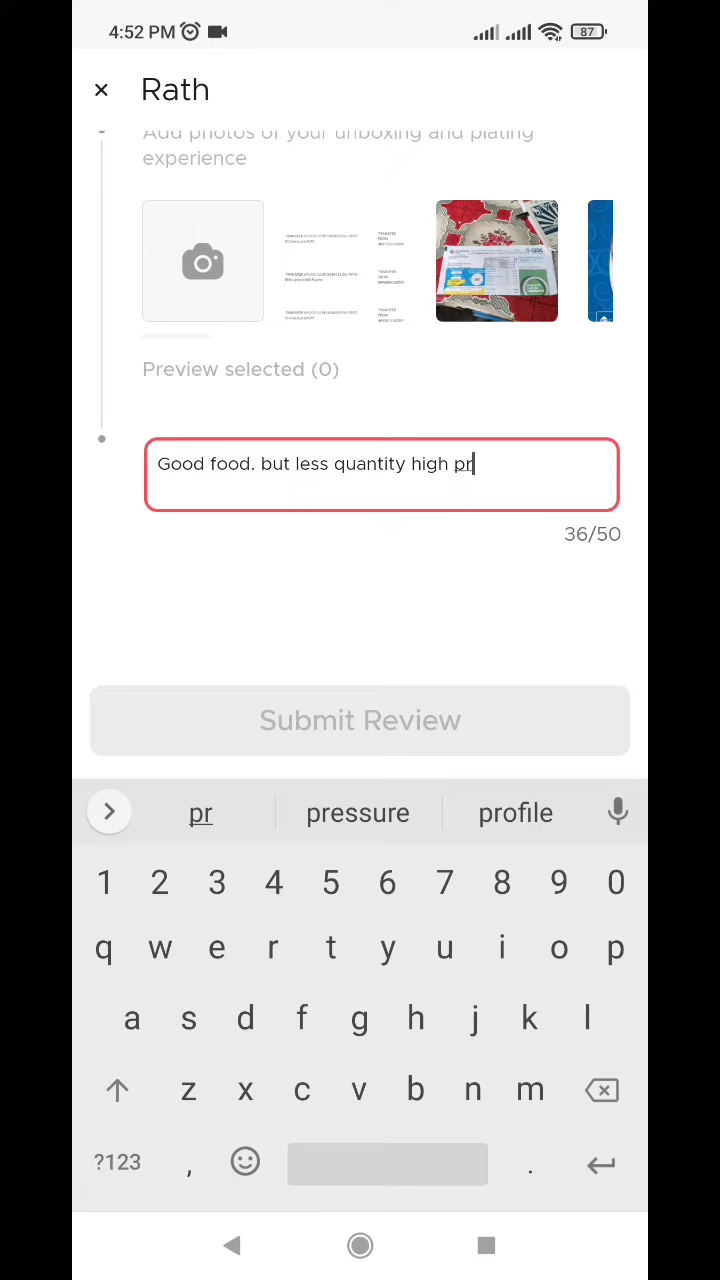 4:52 PM 87
× Rath
Add photos of your unboxing and plating
experience
Preview selected (0)
Good food. but less quantity high pr
36/50
Submit Review
pr pressure profile
1 2 3 4 5 6 7 8 9 0
q w e r t y u i o p
a s d f g h j k l
z x c v b n m
?123 , .